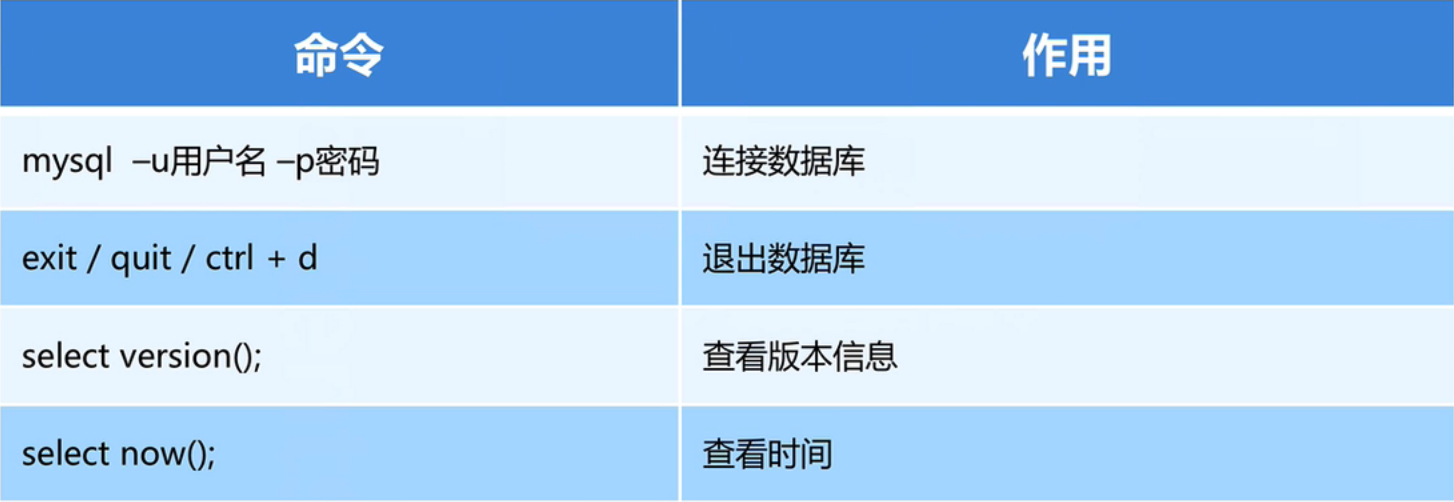 命令 作用
mysql –u用户名 –p密码 连接数据库
exit / quit / ctrl + d 退出数据库
select version(); 查看版本信息
select now(); 查看时间